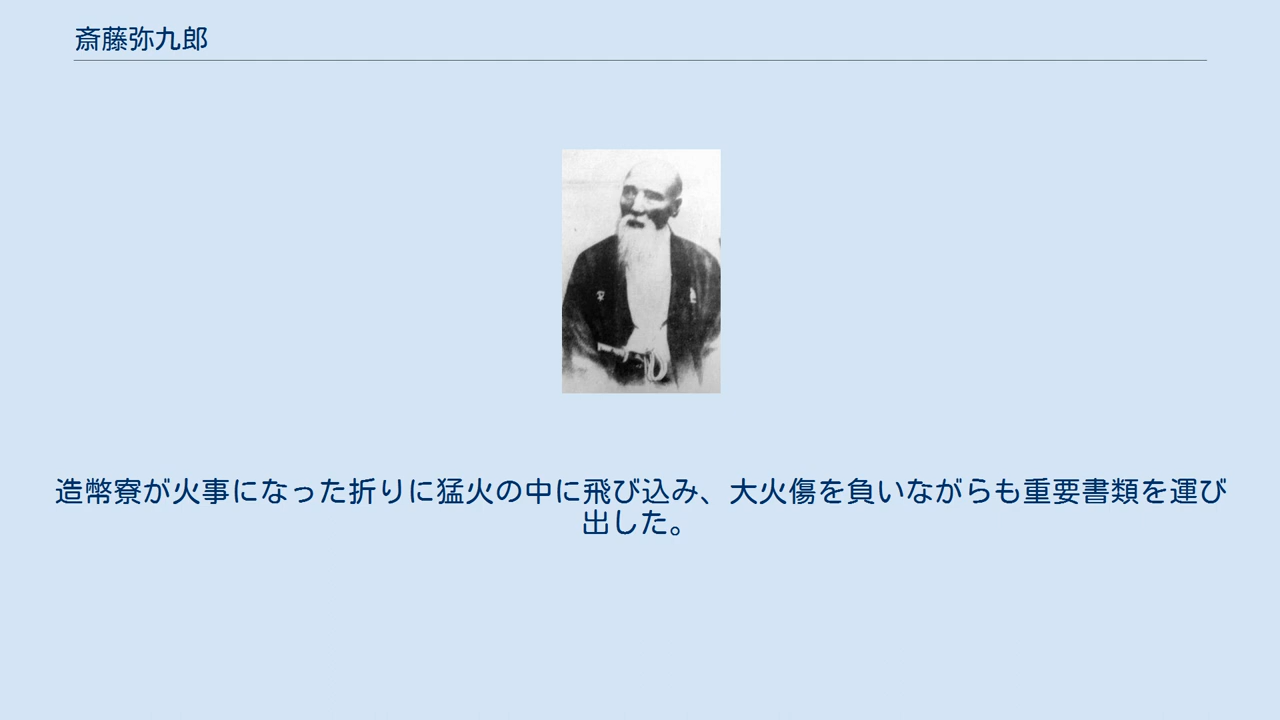 斎藤弥九郎
造幣寮が火事になった折りに猛火の中に飛び込み、大火傷を負いながらも重要書類を運び
出した。